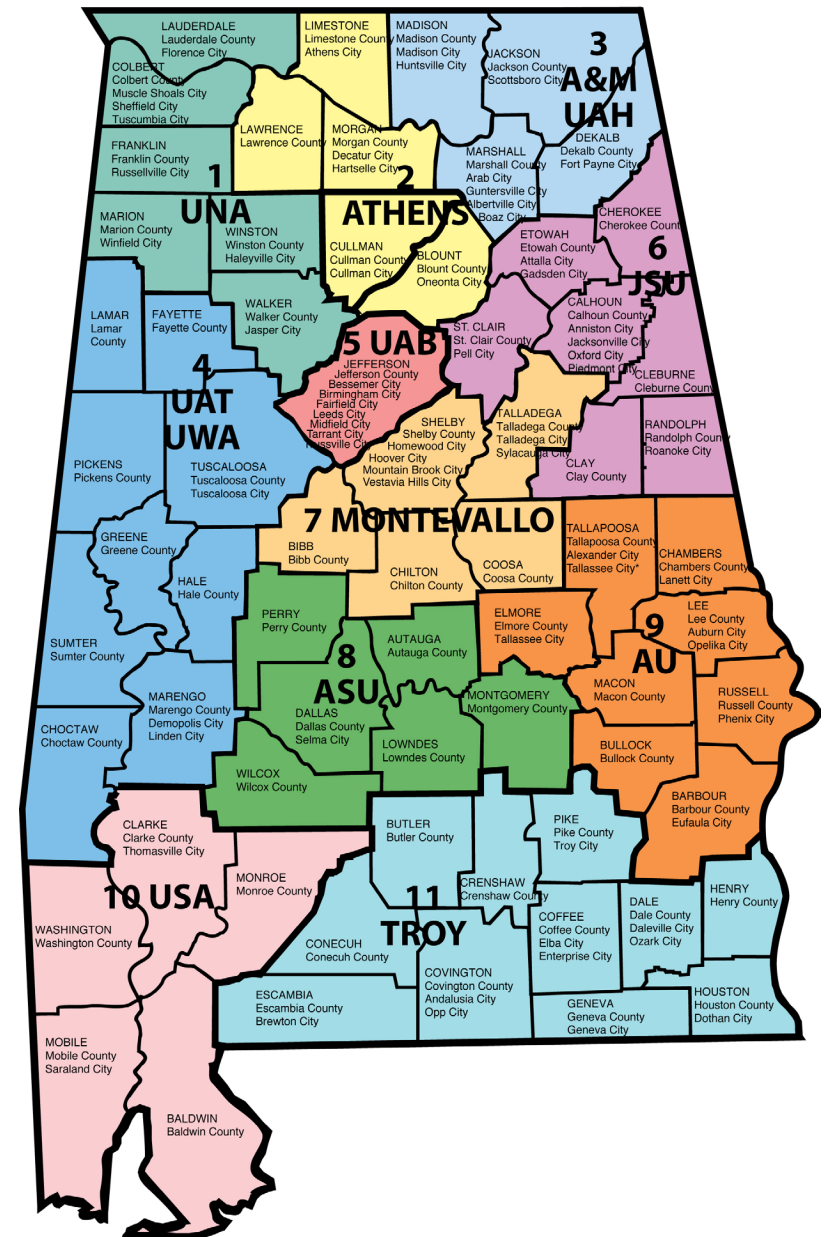 LAUDERDALE
Lauderdale County
Florence City
LIMESTONE
Limestone County
Athens City
MADISON
Madison County
Madison City
Huntsville City
JACKSON
Jackson County
Scottsboro City
3
A&M
UAH
COLBERT
Colbert County
Muscle Shoals City
Sheffield City
Tuscumbia City
LAWRENCE
Lawrence County
MORGAN
Morgan County
Decatur City
Hartselle City
MARSHALL
Marshall County
Arab City
Guntersville City
Albertville City
Boaz City
DEKALB
Dekalb County
Fort Payne City
FRANKLIN
Franklin County
Russellville City
1
UNA
2
ATHENS
MARION
Marion County
Winfield City
WINSTON
Winston County
Haleyville City
CULLMAN
Cullman County
Cullman City
BLOUNT
Blount County
Oneonta City
ETOWAH
Etowah County
Attalla City
Gadsden City
CHEROKEE
Cherokee County
6
JSU
LAMAR
Lamar
County
FAYETTE
Fayette County
WALKER
Walker County
Jasper City
5 UAB
JEFFERSON
Jefferson County
Bessemer City
Birmingham City
Fairfield City
Leeds City
Midfield City
Tarrant City
Trussville City
ST. CLAIR
St. Clair County
Pell City
CALHOUN
Calhoun County
Anniston City
Jacksonville City
Oxford City
Piedmont City
CLEBURNE
Cleburne County
4
UAT
UWA
PICKENS
Pickens County
TUSCALOOSA
Tuscaloosa County
Tuscaloosa City
SHELBY
Shelby County
Homewood City
Hoover City
Mountain Brook City
Vestavia Hills City
TALLADEGA
Talladega County
Talladega City
Sylacauga City
CLAY
Clay County
RANDOLPH
Randolph County
Roanoke City
7 MONTEVALLO
GREENE
Greene County
HALE
Hale County
BIBB
Bibb County
CHILTON
Chilton County
COOSA
Coosa County
TALLAPOOSA
Tallapoosa County
Alexander City
Tallassee City*
CHAMBERS
Chambers County
Lanett City
SUMTER
Sumter County
PERRY
Perry County
8
ASU
AUTAUGA
Autauga County
ELMORE
Elmore County
Tallassee City
9
AU
LEE
Lee County
Auburn City
Opelika City
CHOCTAW
Choctaw County
MARENGO
Marengo County
Demopolis City
Linden City
DALLAS
Dallas County
Selma City
LOWNDES
Lowndes County
MONTGOMERY
Montgomery County
MACON
Macon County
RUSSELL
Russell County
Phenix City
WILCOX
Wilcox County
BULLOCK
Bullock County
BARBOUR
Barbour County
Eufaula City
CLARKE
Clarke County
Thomasville City
MONROE
Monroe County
10 USA
BUTLER
Butler County
CRENSHAW
Crenshaw County
PIKE
Pike County
Troy City
11
TROY
WASHINGTON
Washington County
CONECUH
Conecuh County
COFFEE
Coffee County
Elba City
Enterprise City
DALE
Dale County
Daleville City
Ozark City
HENRY
Henry County
ESCAMBIA
Escambia County
Brewton City
COVINGTON
Covington County
Andalusia City
Opp City
GENEVA
Geneva County
Geneva City
HOUSTON
Houston County
Dothan City
MOBILE
Mobile County
Saraland City
BALDWIN
Baldwin County